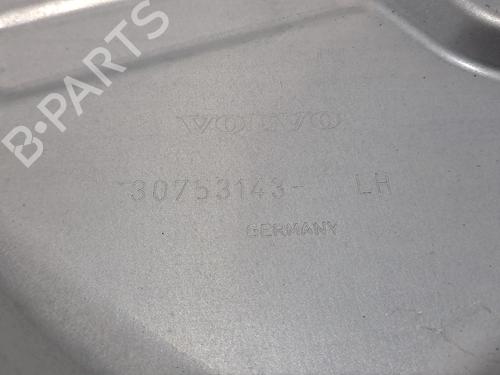 B-PARTS
VOLVO
30753143- LH
GERMANY